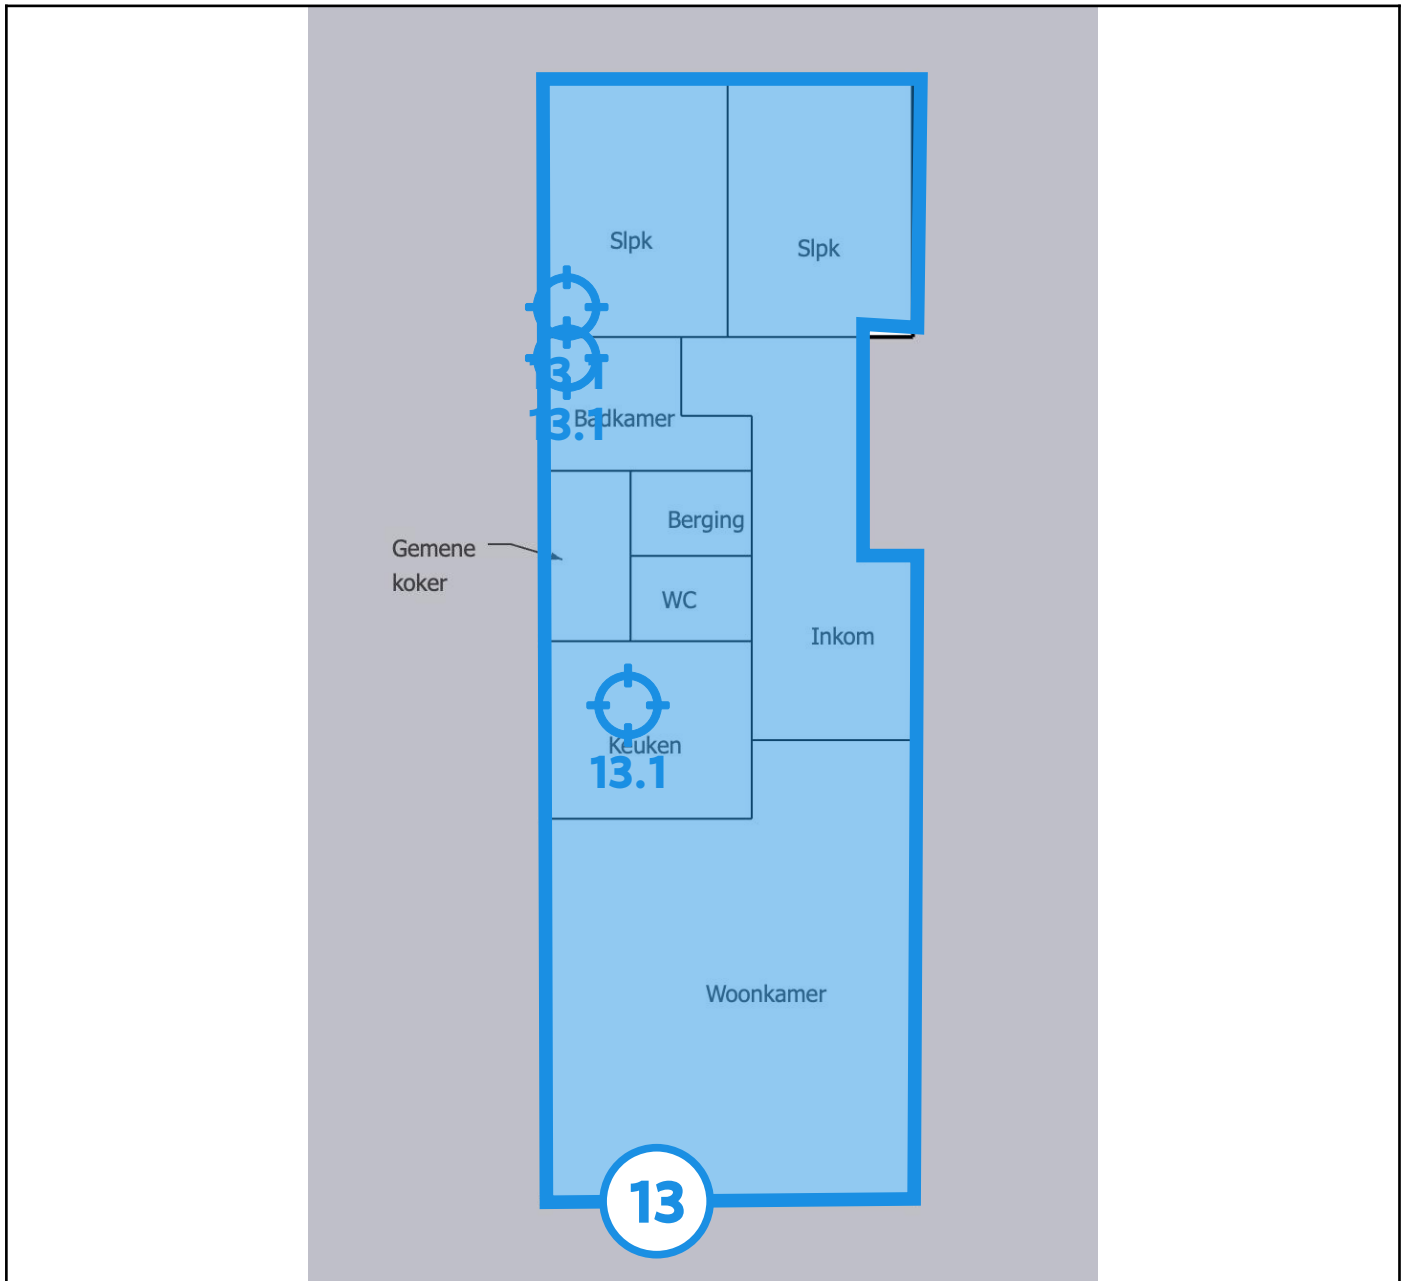 Slpk
Slpk
13.1
13.1
Badkamer
Berging
Gemene
koker
WC
Inkom
Keuken
13.1
Woonkamer
13